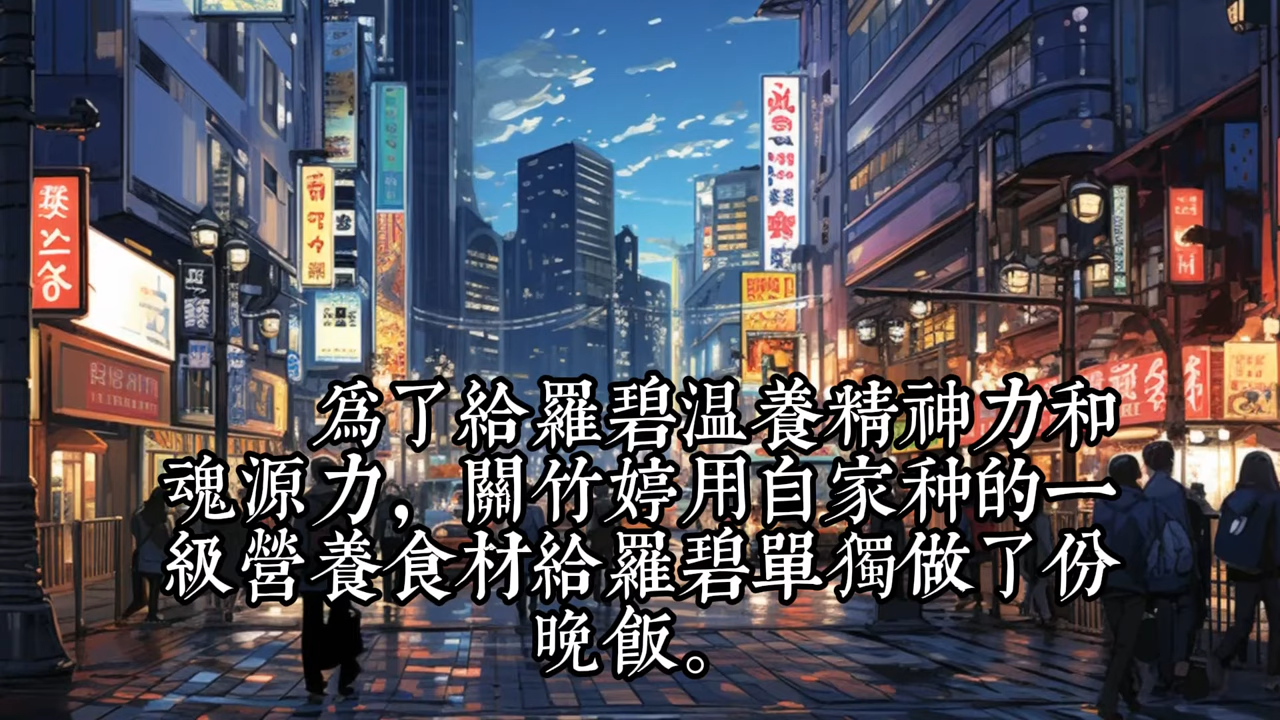 為了給羅碧温養精神力和
魂源力，關竹婷用自家种的一
級營養食材給羅碧單獨做了份
晚飯。